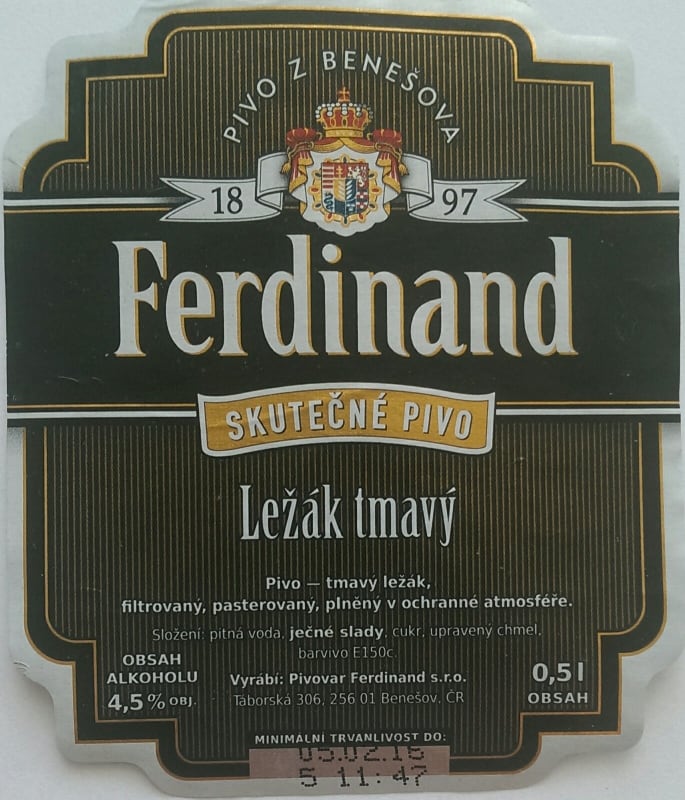 PIVO Z BENEŠOVA
18 97
Ferdinand
SKUTEČNÉ PIVO
Ležák tmavý
Pivo — tmavý ležák,
filtrovaný, pasterovaný, plněný v ochranné atmosféře.
Složení: pitná voda, ječné slady, cukr, upravený chmel,
barvivo E150c.
OBSAH
ALKOHOLU
4,5 % OBJ.
Vyrábí: Pivovar Ferdinand s.r.o.
Táborská 306, 256 01 Benešov, ČR
0,5 l
OBSAH
MINIMÁLNÍ TRVANLIVOST DO:
5 11:47